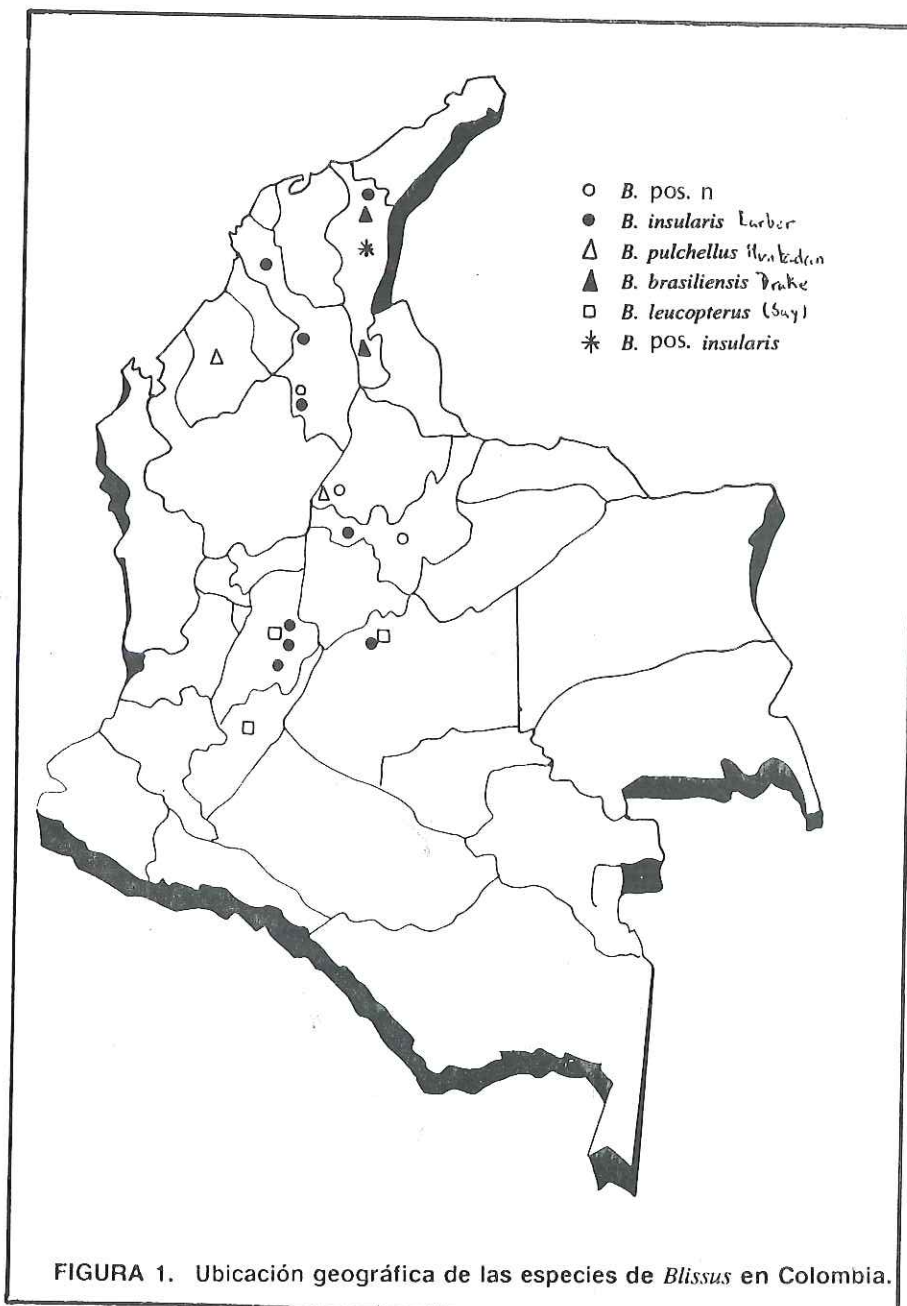 B. pos. n
B. insularis
B. pulchellus
B. brasiliensis Drake
B. leucopterus (Say)
B. pos. insularis
FIGURA 1. Ubicación geográfica de las especies de Blissus en Colombia.